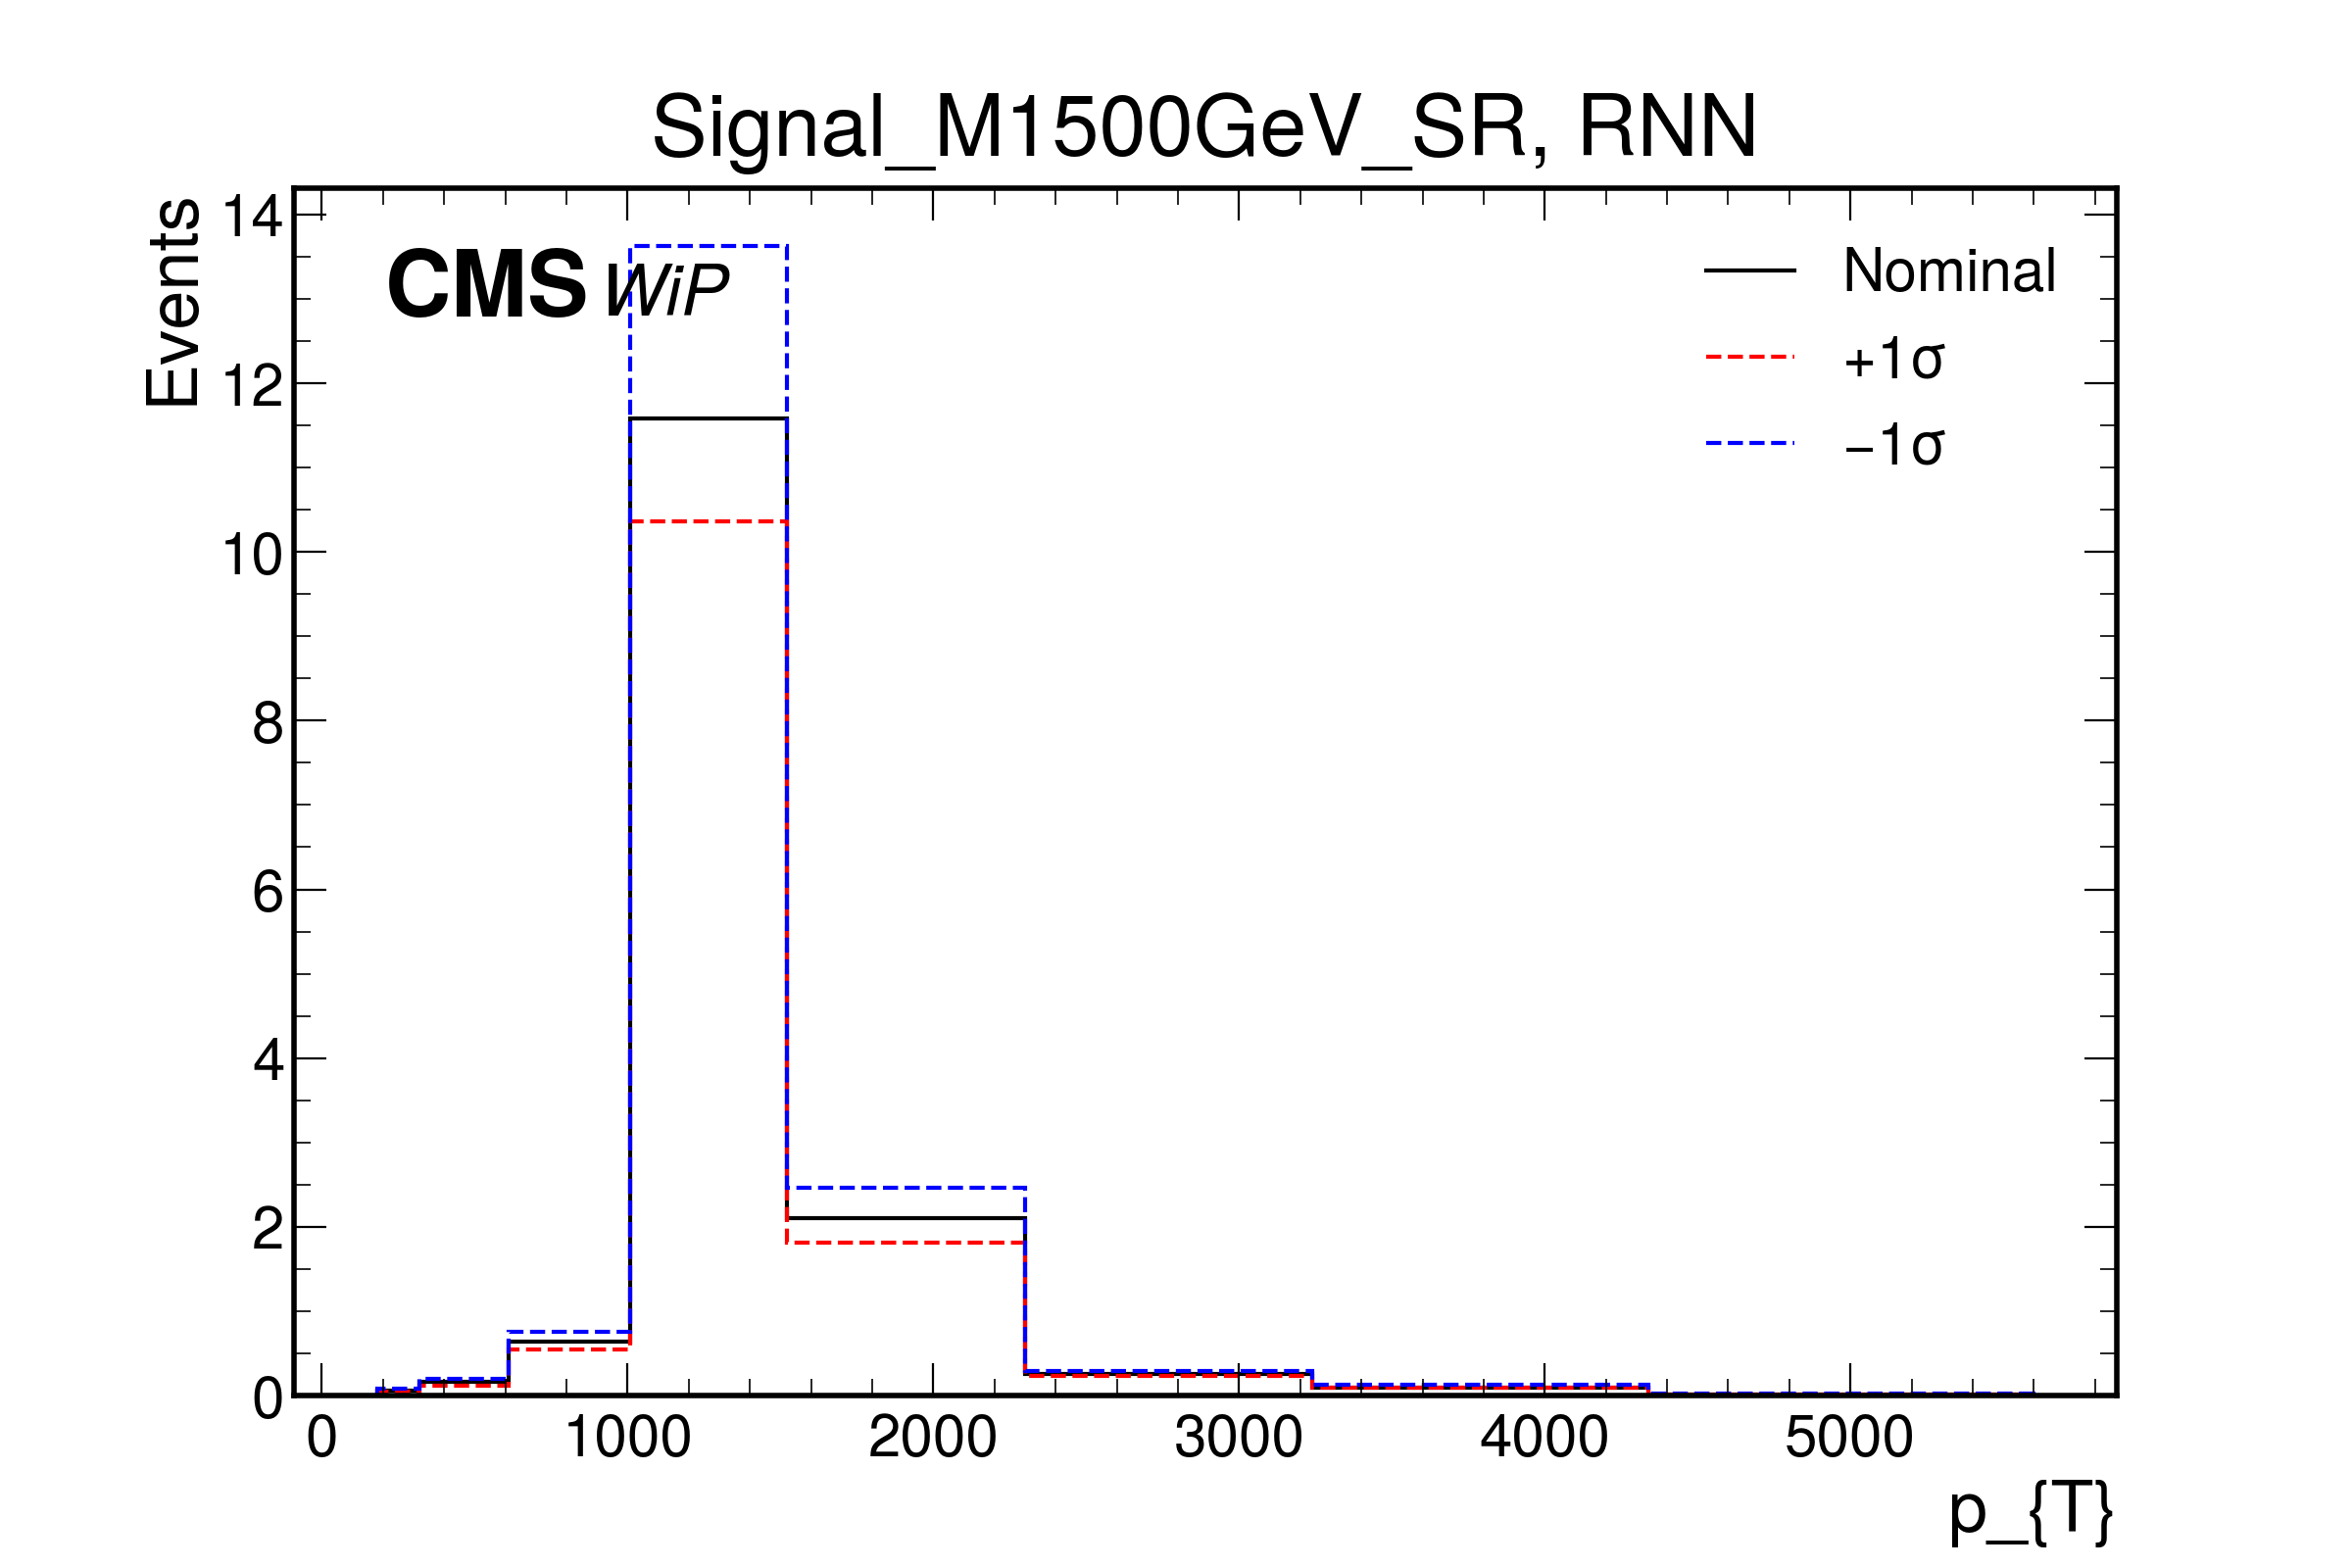 Signal_M1500GeV_SR, RNN
Events
14
12
10
8
6
4
2
0
CMS WiP
Nominal
+1σ
−1σ
0 1000 2000 3000 4000 5000
p_{T}